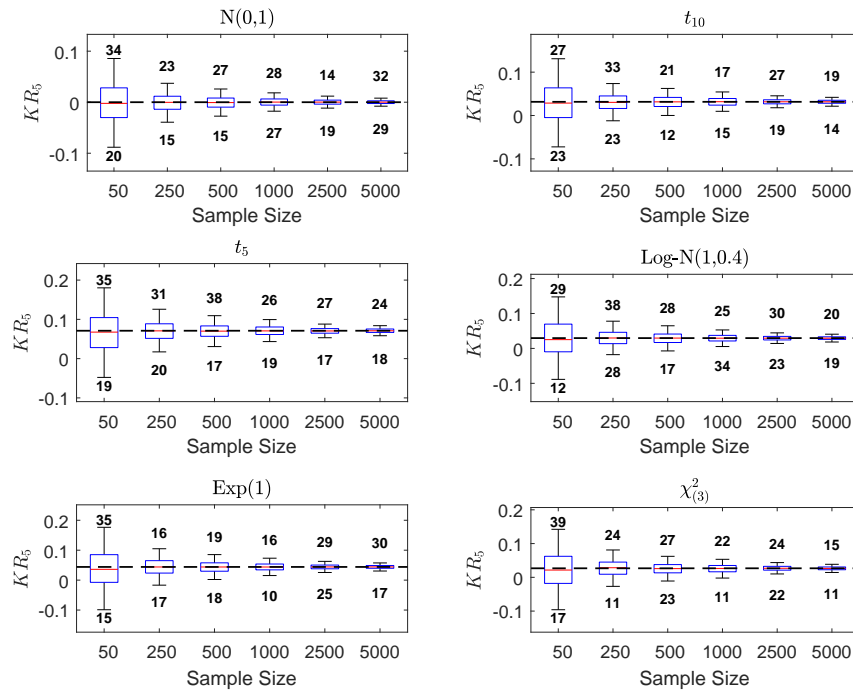 N(0,1)
0.1
0
-0.1
KR5
34 23 27 28 14 32
20 15 15 27 19 29
50 250 500 1000 2500 5000
Sample Size
t10
0.1
0
-0.1
KR5
27 33 21 17 27 19
23 23 12 15 19 14
50 250 500 1000 2500 5000
Sample Size
t5
0.2
0.1
0
-0.1
KR5
35 31 38 26 27 24
19 20 17 19 17 18
50 250 500 1000 2500 5000
Sample Size
Log-N(1,0.4)
0.2
0.1
0
-0.1
KR5
29 38 28 25 30 20
12 28 17 34 23 19
50 250 500 1000 2500 5000
Sample Size
Exp(1)
0.2
0.1
0
-0.1
KR5
35 16 19 16 29 30
15 17 18 10 25 17
50 250 500 1000 2500 5000
Sample Size
χ²(3)
0.2
0.1
0
-0.1
KR5
39 24 27 22 24 15
17 11 23 11 22 11
50 250 500 1000 2500 5000
Sample Size